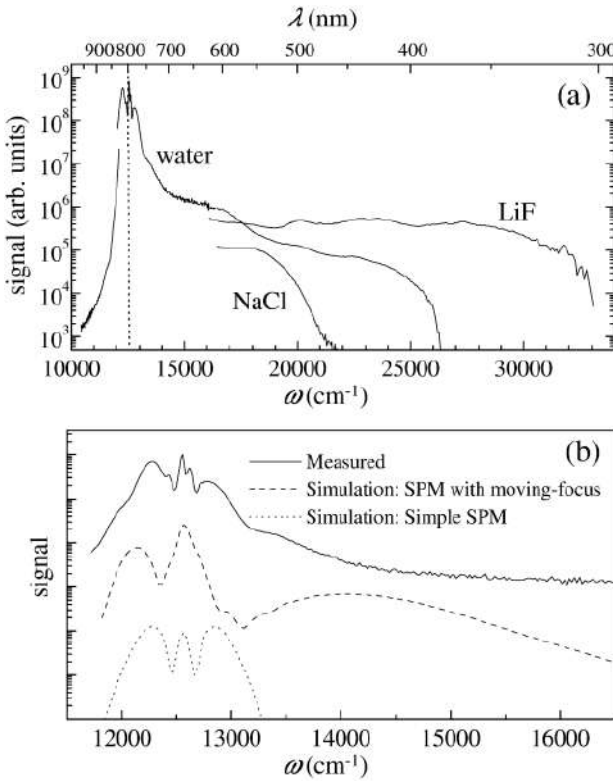 λ (nm)
900 800 700 600 500 400 300
(a)
10⁹
10⁸
10⁷
10⁶
10⁵
10⁴
10³
signal (arb. units)
water
LiF
NaCl
10000 15000 20000 25000 30000
ω (cm⁻¹)
(b)
Measured
Simulation: SPM with moving-focus
Simulation: Simple SPM
signal
12000 13000 14000 15000 16000
ω (cm⁻¹)